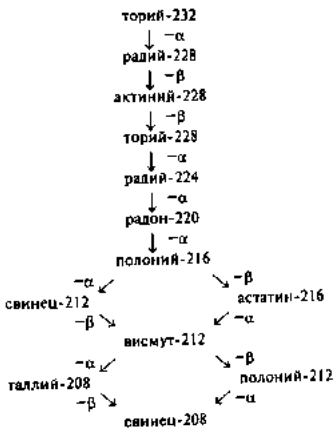 торий-232
−α
радий-228
−β
актиний-228
−β
торий-228
−α
радий-224
−α
радон-220
−α
полоний-216
−α −β
свинец-212 астатин-216
−β −α
висмут-212
−α −β
таллий-208 полоний-212
−β −α
свинец-208